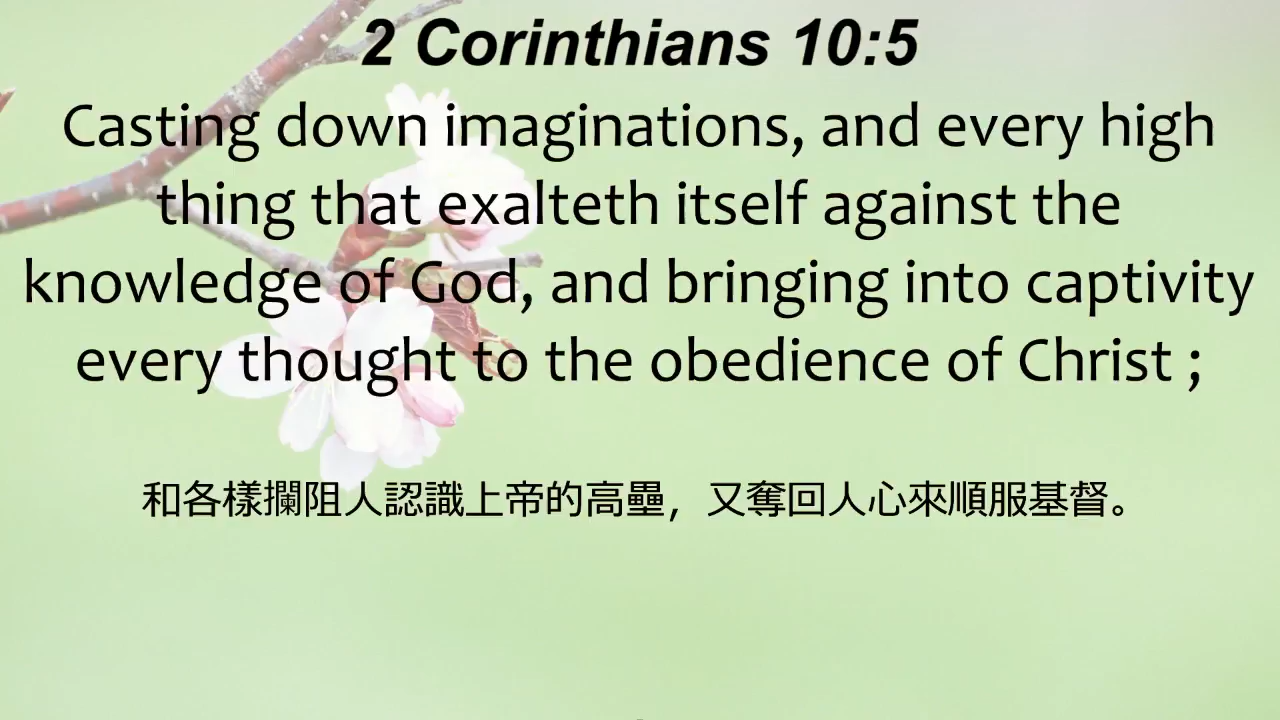 2 Corinthians 10:5
Casting down imaginations, and every high
thing that exalteth itself against the
knowledge of God, and bringing into captivity
every thought to the obedience of Christ ;
和各樣攔阻人認識上帝的高壘，又奪回人心來順服基督。